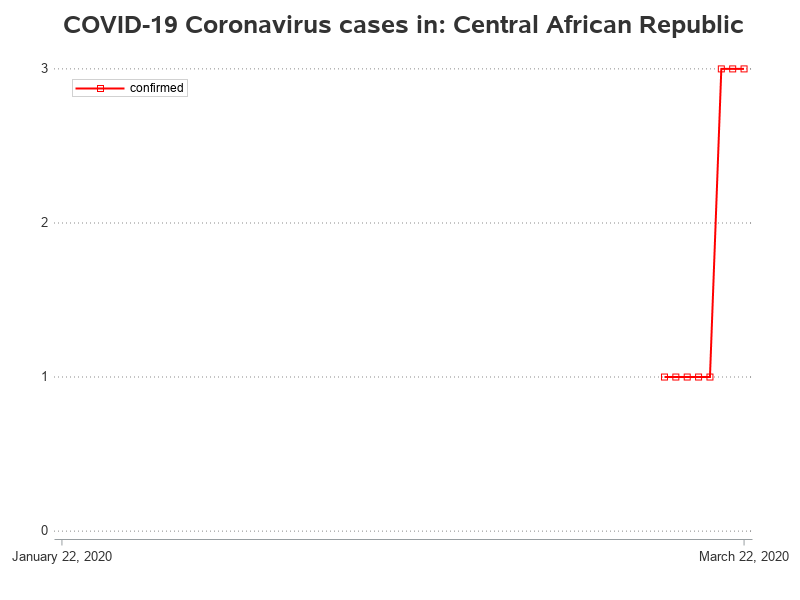 COVID-19 Coronavirus cases in: Central African Republic
3
confirmed
2
1
0
January 22, 2020
March 22, 2020